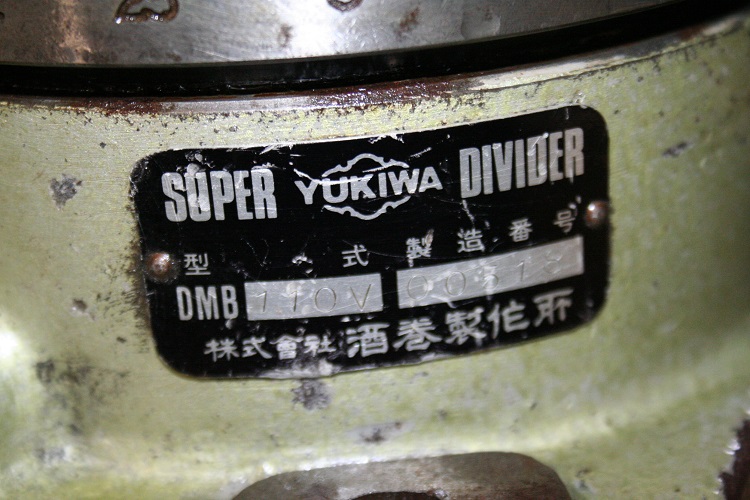 SUPER YUKIWA DIVIDER
型 式 製造番号
DMB 110V 00313
株式會社 酒巻製作所